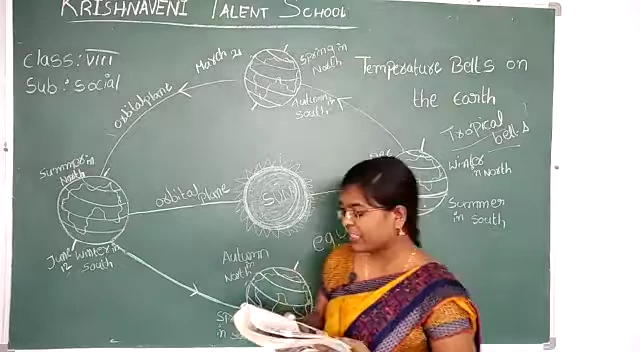 KRISHNAVENI TALENT SCHOOL
Class: VIII
Sub: Social
March 21
Spring in
North
Temperature Belts on
the Earth
orbital plane
Autumn in
South
Tropical
belts
Summer in
North
Winter
in North
orbital plane
SUN
Summer
in South
June
Winter in
South
Autumn
in
North